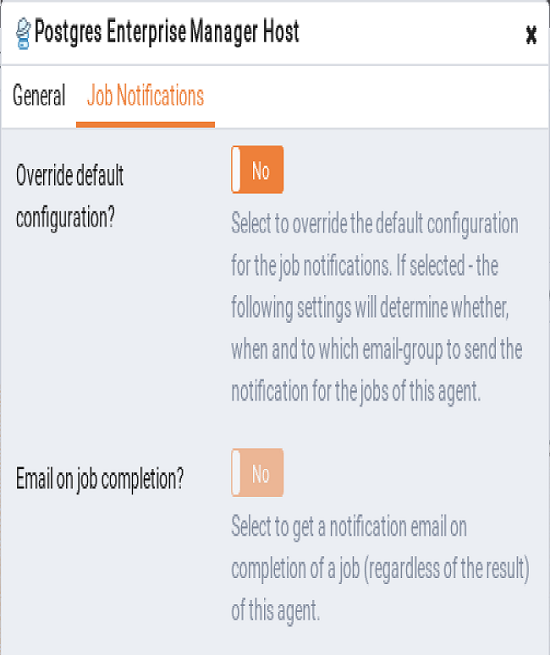 Postgres Enterprise Manager Host
General Job Notifications
Override default
configuration?
No
Select to override the default configuration
for the job notifications. If selected - the
following settings will determine whether,
when and to which email-group to send the
notification for the jobs of this agent.
Email on job completion?
No
Select to get a notification email on
completion of a job (regardless of the result)
of this agent.